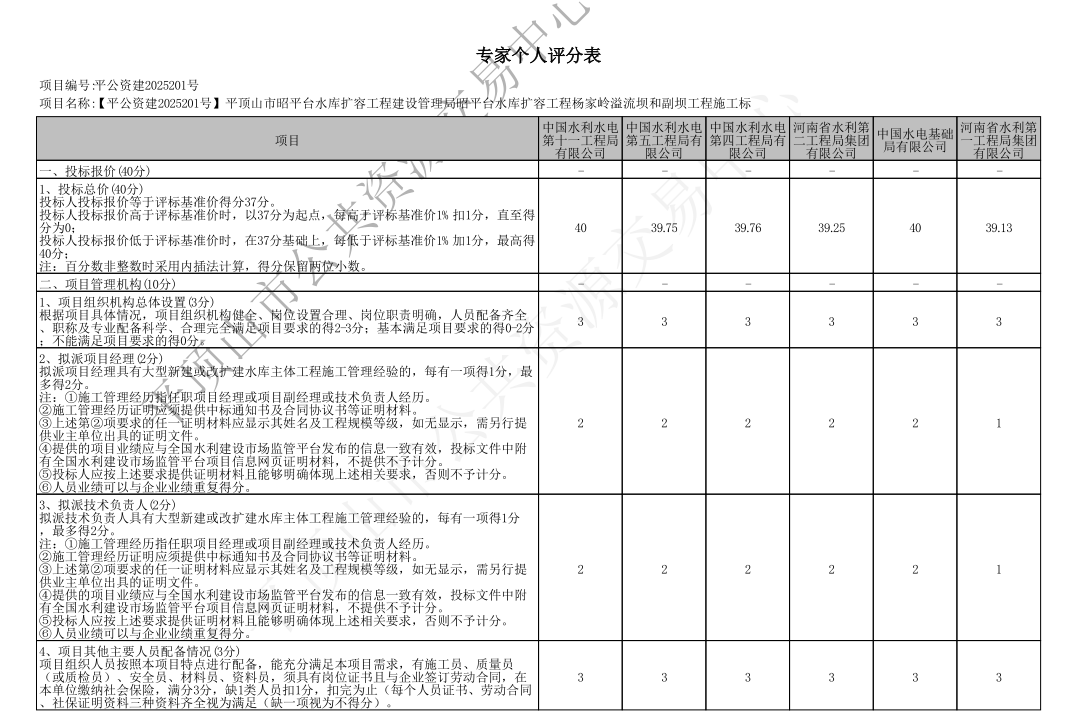 专家个人评分表
项目编号:平公资建2025201号
项目名称:【平公资建2025201号】平顶山市昭平台水库扩容工程建设管理局昭平台水库扩容工程杨家岭溢流坝和副坝工程施工标
项目 中国水利水电第十一工程局有限公司 中国水利水电第五工程局有限公司 中国水利水电第四工程局有限公司 河南省水利第二工程局集团有限公司 中国水电基础局有限公司 河南省水利第一工程局集团有限公司
一、投标报价(40分) - - - - - -
1、投标总价(40分)
投标人投标报价等于评标基准价得分37分。
投标人投标报价高于评标基准价时，以37分为起点，每高于评标基准价1% 扣1分，直至得
分为0；
投标人投标报价低于评标基准价时，在37分基础上，每低于评标基准价1% 加1分，最高得
40分；
注：百分数非整数时采用内插法计算，得分保留两位小数。
40 39.75 39.76 39.25 40 39.13
二、项目管理机构(10分) - - - - - -
1、项目组织机构总体设置(3分)
根据项目具体情况，项目组织机构健全、岗位设置合理、岗位职责明确，人员配备齐全
、职称及专业配备科学、合理完全满足项目要求的得2-3分；基本满足项目要求的得0-2分
；不能满足项目要求的得0分。
3 3 3 3 3 3
2、拟派项目经理(2分)
拟派项目经理具有大型新建或改扩建水库主体工程施工管理经验的，每有一项得1分，最
多得2分。
注：①施工管理经历指任职项目经理或项目副经理或技术负责人经历。
②施工管理经历证明应须提供中标通知书及合同协议书等证明材料。
③上述第②项要求的任一证明材料应显示其姓名及工程规模等级，如无显示，需另行提
供业主单位出具的证明文件。
④提供的项目业绩应与全国水利建设市场监管平台发布的信息一致有效，投标文件中附
有全国水利建设市场监管平台项目信息网页证明材料，不提供不予计分。
⑤投标人应按上述要求提供证明材料且能够明确体现上述相关要求，否则不予计分。
⑥人员业绩可以与企业业绩重复得分。
2 2 2 2 2 1
3、拟派技术负责人(2分)
拟派技术负责人具有大型新建或改扩建水库主体工程施工管理经验的，每有一项得1分
，最多得2分。
注：①施工管理经历指任职项目经理或项目副经理或技术负责人经历。
②施工管理经历证明应须提供中标通知书及合同协议书等证明材料。
③上述第②项要求的任一证明材料应显示其姓名及工程规模等级，如无显示，需另行提
供业主单位出具的证明文件。
④提供的项目业绩应与全国水利建设市场监管平台发布的信息一致有效，投标文件中附
有全国水利建设市场监管平台项目信息网页证明材料，不提供不予计分。
⑤投标人应按上述要求提供证明材料且能够明确体现上述相关要求，否则不予计分。
⑥人员业绩可以与企业业绩重复得分。
2 2 2 2 2 1
4、项目其他主要人员配备情况(3分)
项目组织人员按照本项目特点进行配备，能充分满足本项目需求，有施工员、质量员
（或质检员）、安全员、材料员、资料员，须具有岗位证书且与企业签订劳动合同，在
本单位缴纳社会保险，满分3分，缺1类人员扣1分，扣完为止（每个人员证书、劳动合同
、社保证明资料三种资料齐全视为满足（缺一项视为不得分）。
3 3 3 3 3 3
平顶山市公共资源交易中心
平顶山市公共资源交易中心